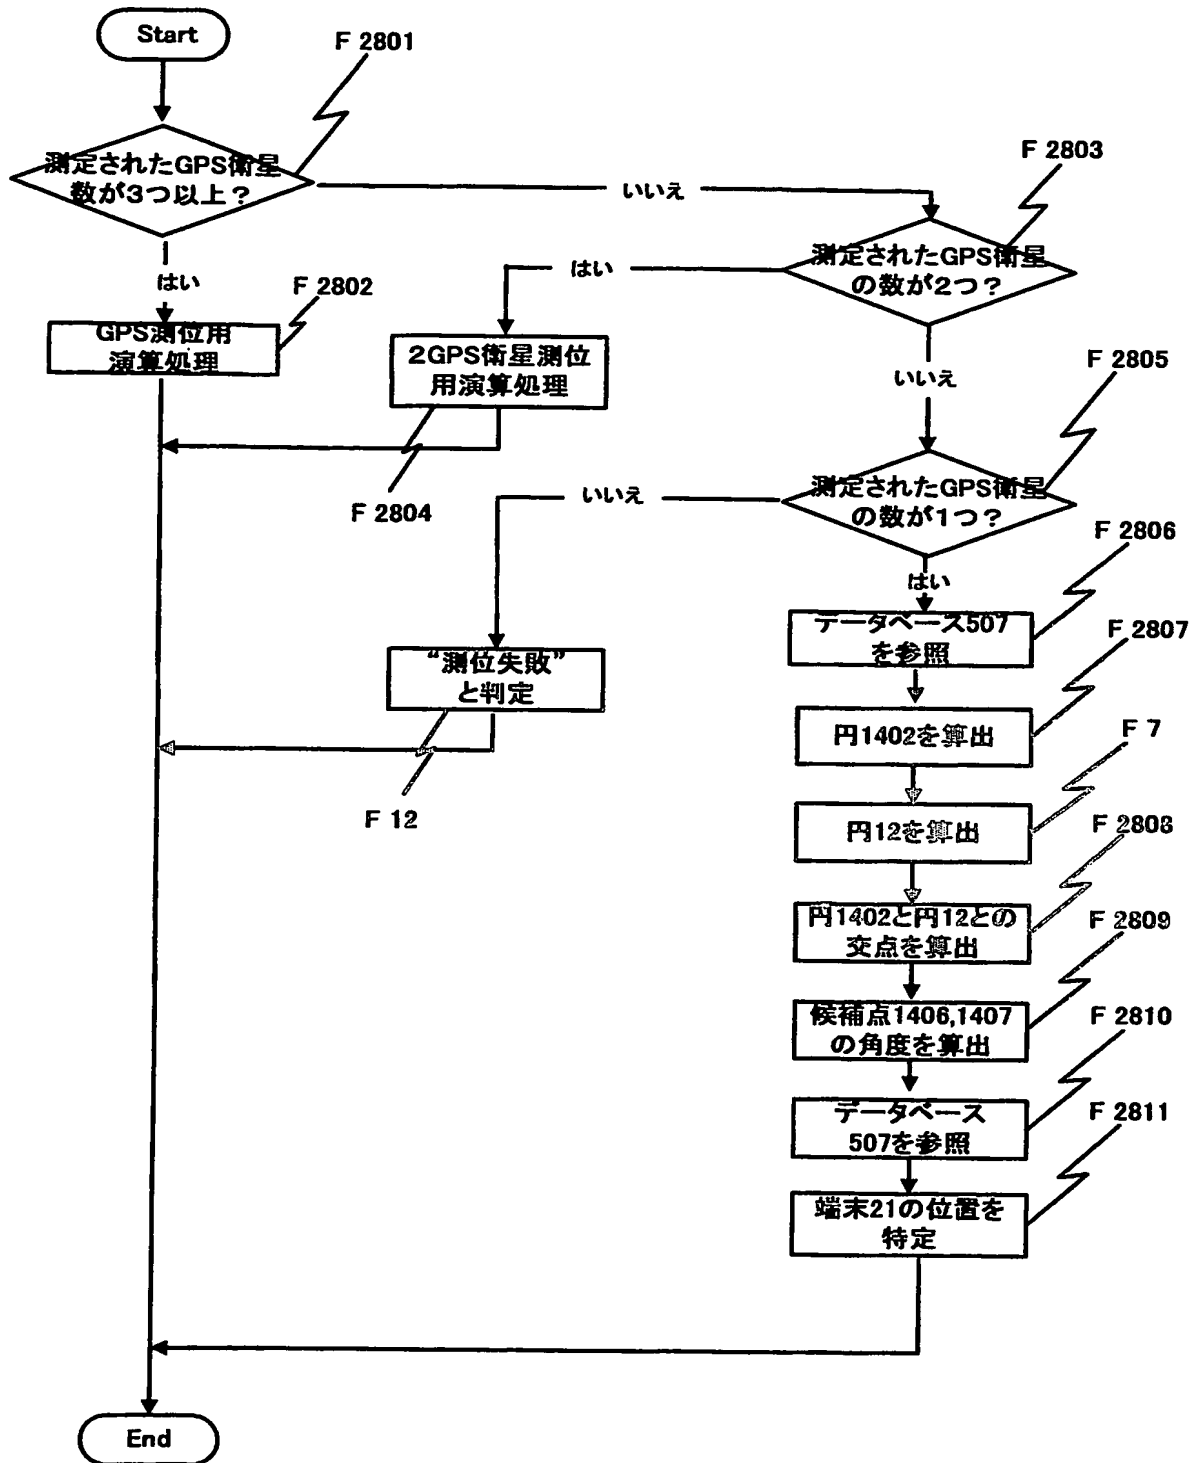 Start
F 2801
測定されたGPS衛星
数が3つ以上？
いいえ
F 2803
測定されたGPS衛星
の数が2つ？
はい
はい
F 2802
GPS測位用
演算処理
2GPS衛星測位
用演算処理
いいえ
F 2805
F 2804
いいえ
測定されたGPS衛星
の数が1つ？
F 2806
はい
データベース507
を参照
F 2807
“測位失敗”
と判定
円1402を算出
F 7
F 12
円12を算出
F 2808
円1402と円12との
交点を算出
F 2809
候補点1406,1407
の角度を算出
F 2810
データベース
507を参照
F 2811
端末21の位置を
特定
End